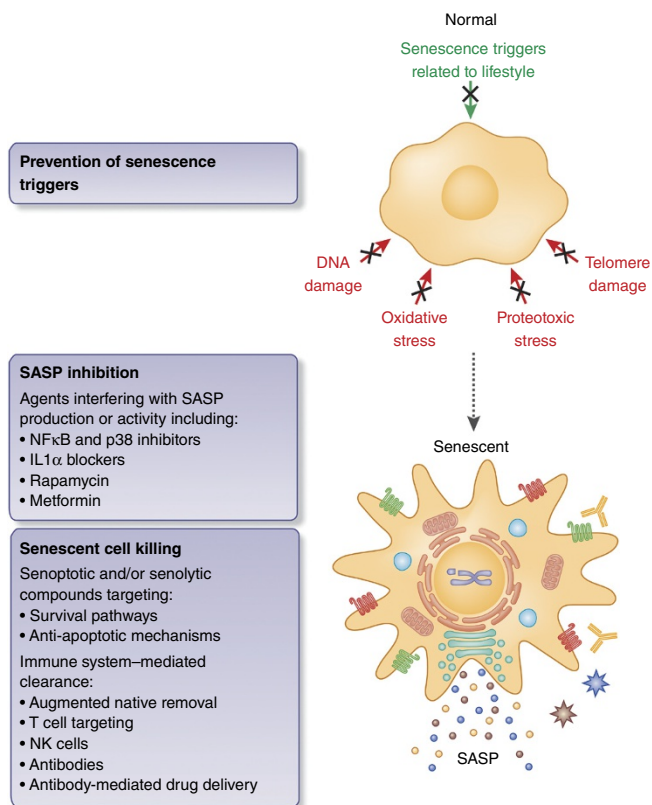 Normal
Senescence triggers
related to lifestyle
Prevention of senescence
triggers
DNA
damage
Oxidative
stress
Proteotoxic
stress
Telomere
damage
SASP inhibition
Agents interfering with SASP
production or activity including:
• NFκB and p38 inhibitors
• IL1α blockers
• Rapamycin
• Metformin
Senescent
Senescent cell killing
Senoptotic and/or senolytic
compounds targeting:
• Survival pathways
• Anti-apoptotic mechanisms
Immune system–mediated
clearance:
• Augmented native removal
• T cell targeting
• NK cells
• Antibodies
• Antibody-mediated drug delivery
SASP